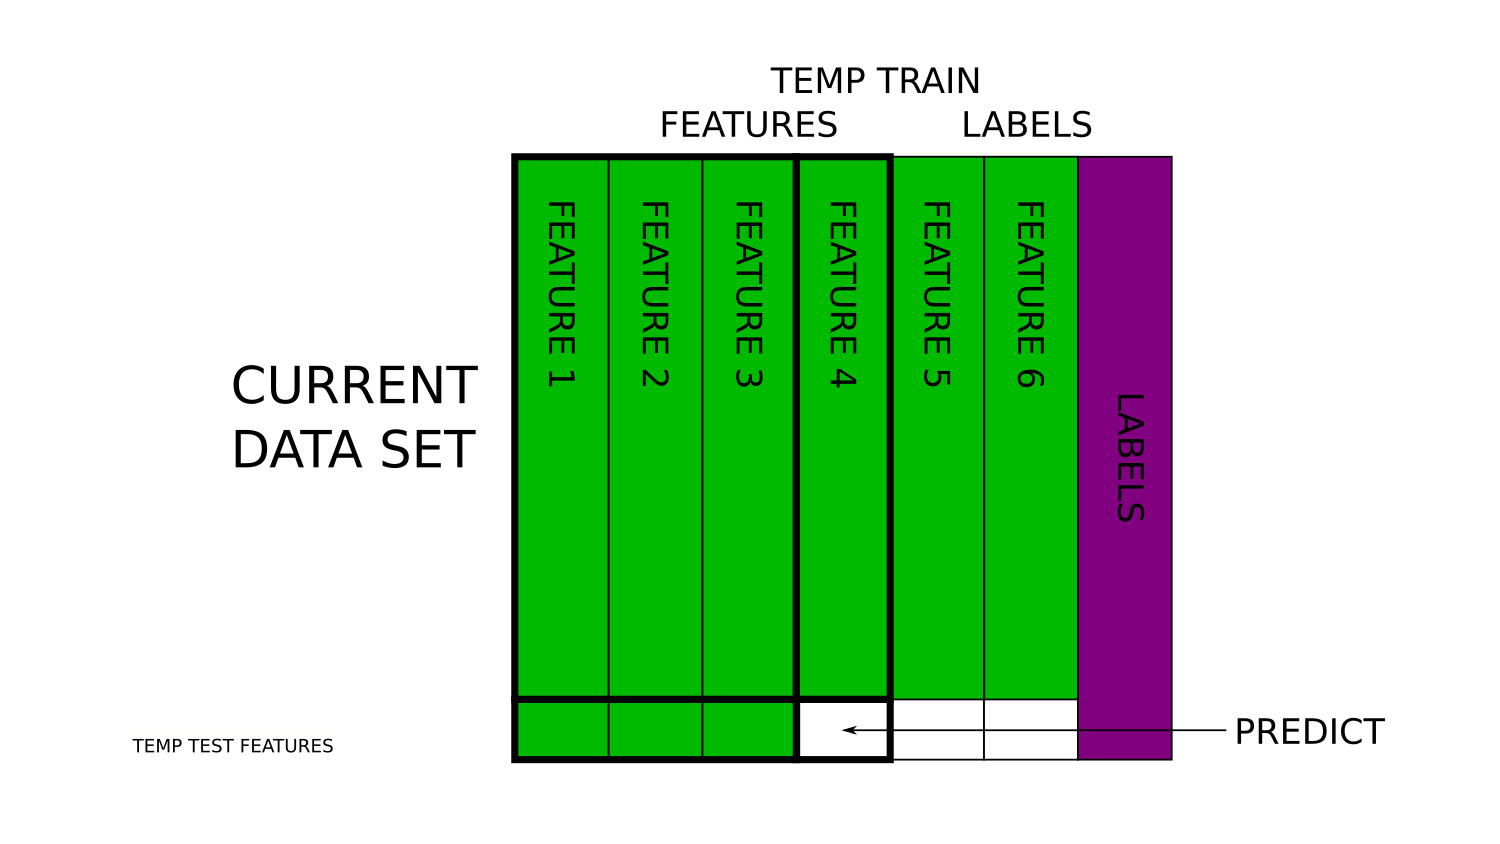 TEMP TRAIN
FEATURES
LABELS
FEATURE 1
FEATURE 2
FEATURE 3
FEATURE 4
FEATURE 5
FEATURE 6
LABELS
CURRENT
DATA SET
TEMP TEST FEATURES
PREDICT